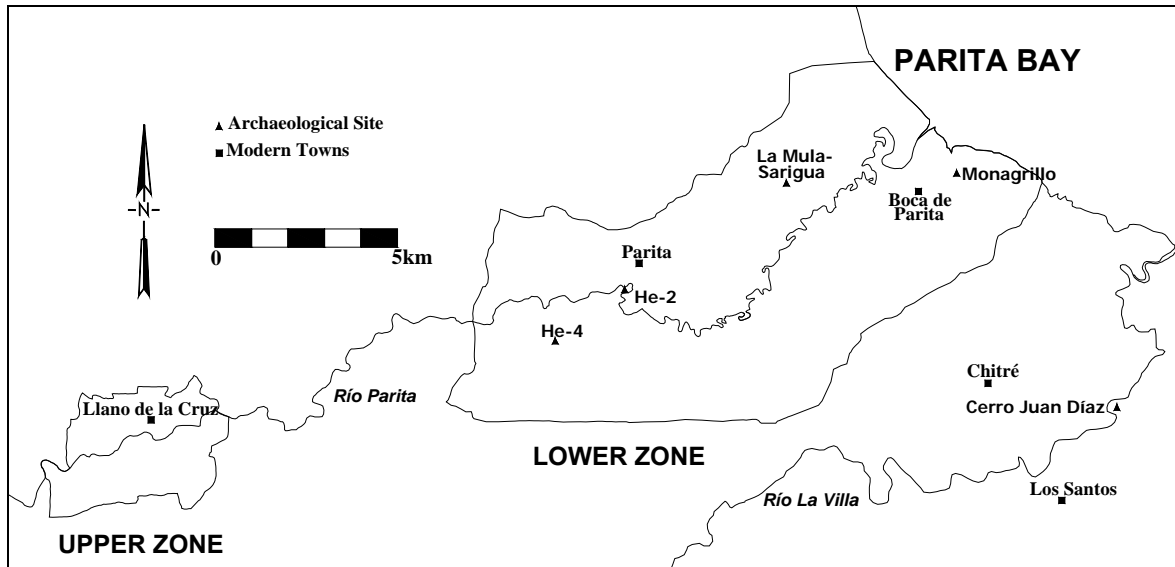 PARITA BAY
Archaeological Site
Modern Towns
La Mula-
Sarigua
Monagrillo
Boca de
Parita
-N-
0
5km
Parita
He-2
He-4
Río Parita
Chitré
Llano de la Cruz
Cerro Juan Díaz
LOWER ZONE
Río La Villa
Los Santos
UPPER ZONE